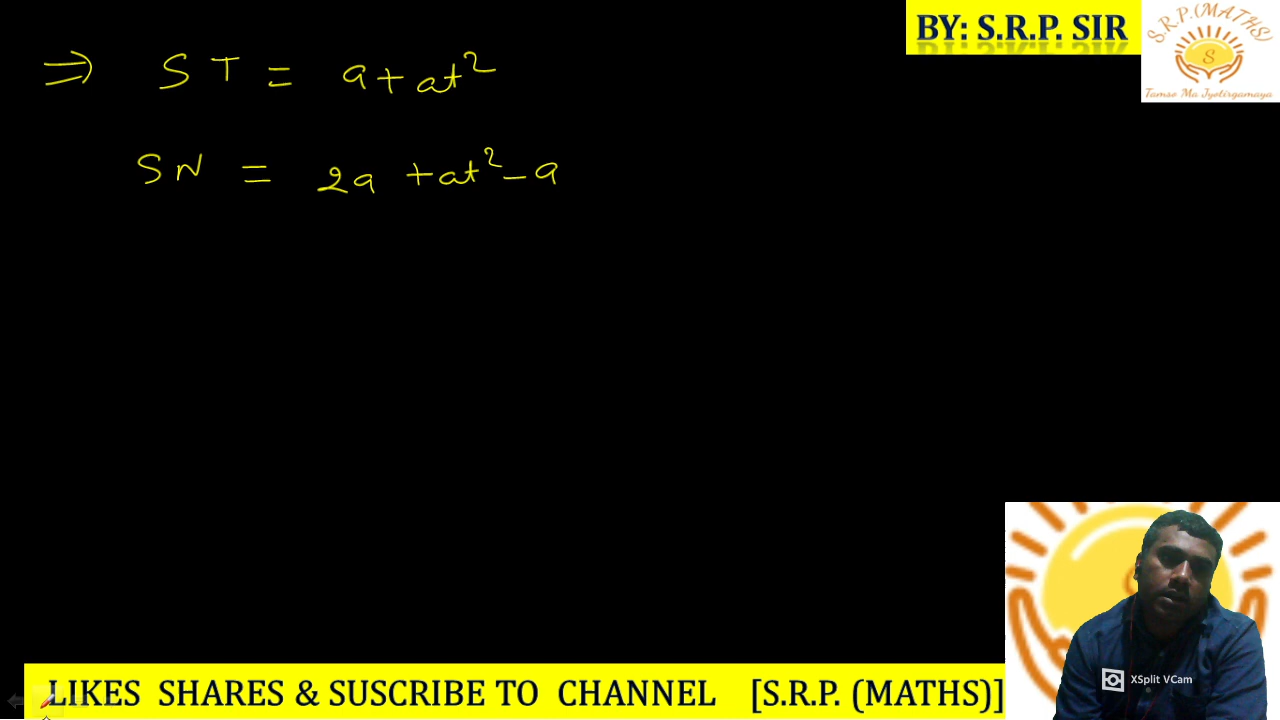 BY: S.R.P. SIR
S.R.P.(MATHS)
S
Tamso Ma Jyotirgamaya
⇒ ST = a + at²
SN = 2a + at² - a
XSplit VCam
LIKES SHARES & SUSCRIBE TO CHANNEL [S.R.P. (MATHS)]